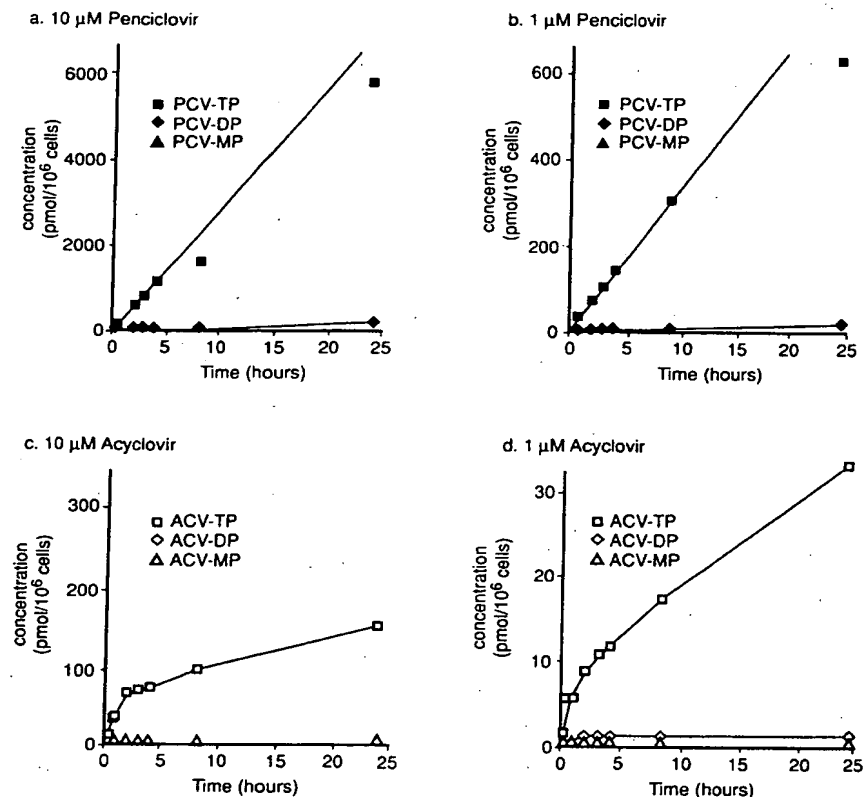 a. 10 µM Penciclovir
6000
4000
2000
0
concentration
(pmol/10⁶ cells)
PCV-TP
PCV-DP
PCV-MP
0 5 10 15 20 25
Time (hours)
b. 1 µM Penciclovir
600
400
200
0
concentration
(pmol/10⁶ cells)
PCV-TP
PCV-DP
PCV-MP
0 5 10 15 20 25
Time (hours)
c. 10 µM Acyclovir
300
200
100
0
concentration
(pmol/10⁶ cells)
ACV-TP
ACV-DP
ACV-MP
0 5 10 15 20 25
Time (hours)
d. 1 µM Acyclovir
30
20
10
0
concentration
(pmol/10⁶ cells)
ACV-TP
ACV-DP
ACV-MP
0 5 10 15 20 25
Time (hours)